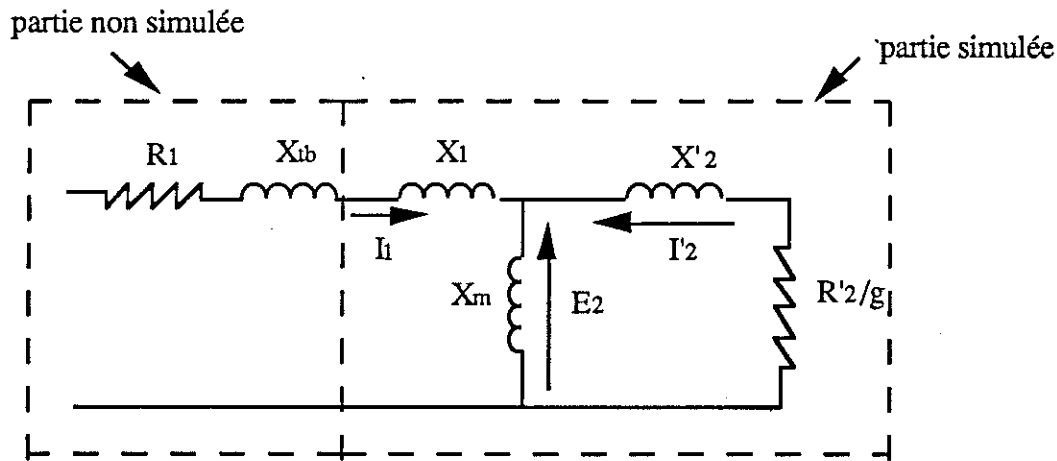 partie non simulée
partie simulée
R1
Xtb
X1
X'2
I1
I'2
Xm
E2
R'2/g